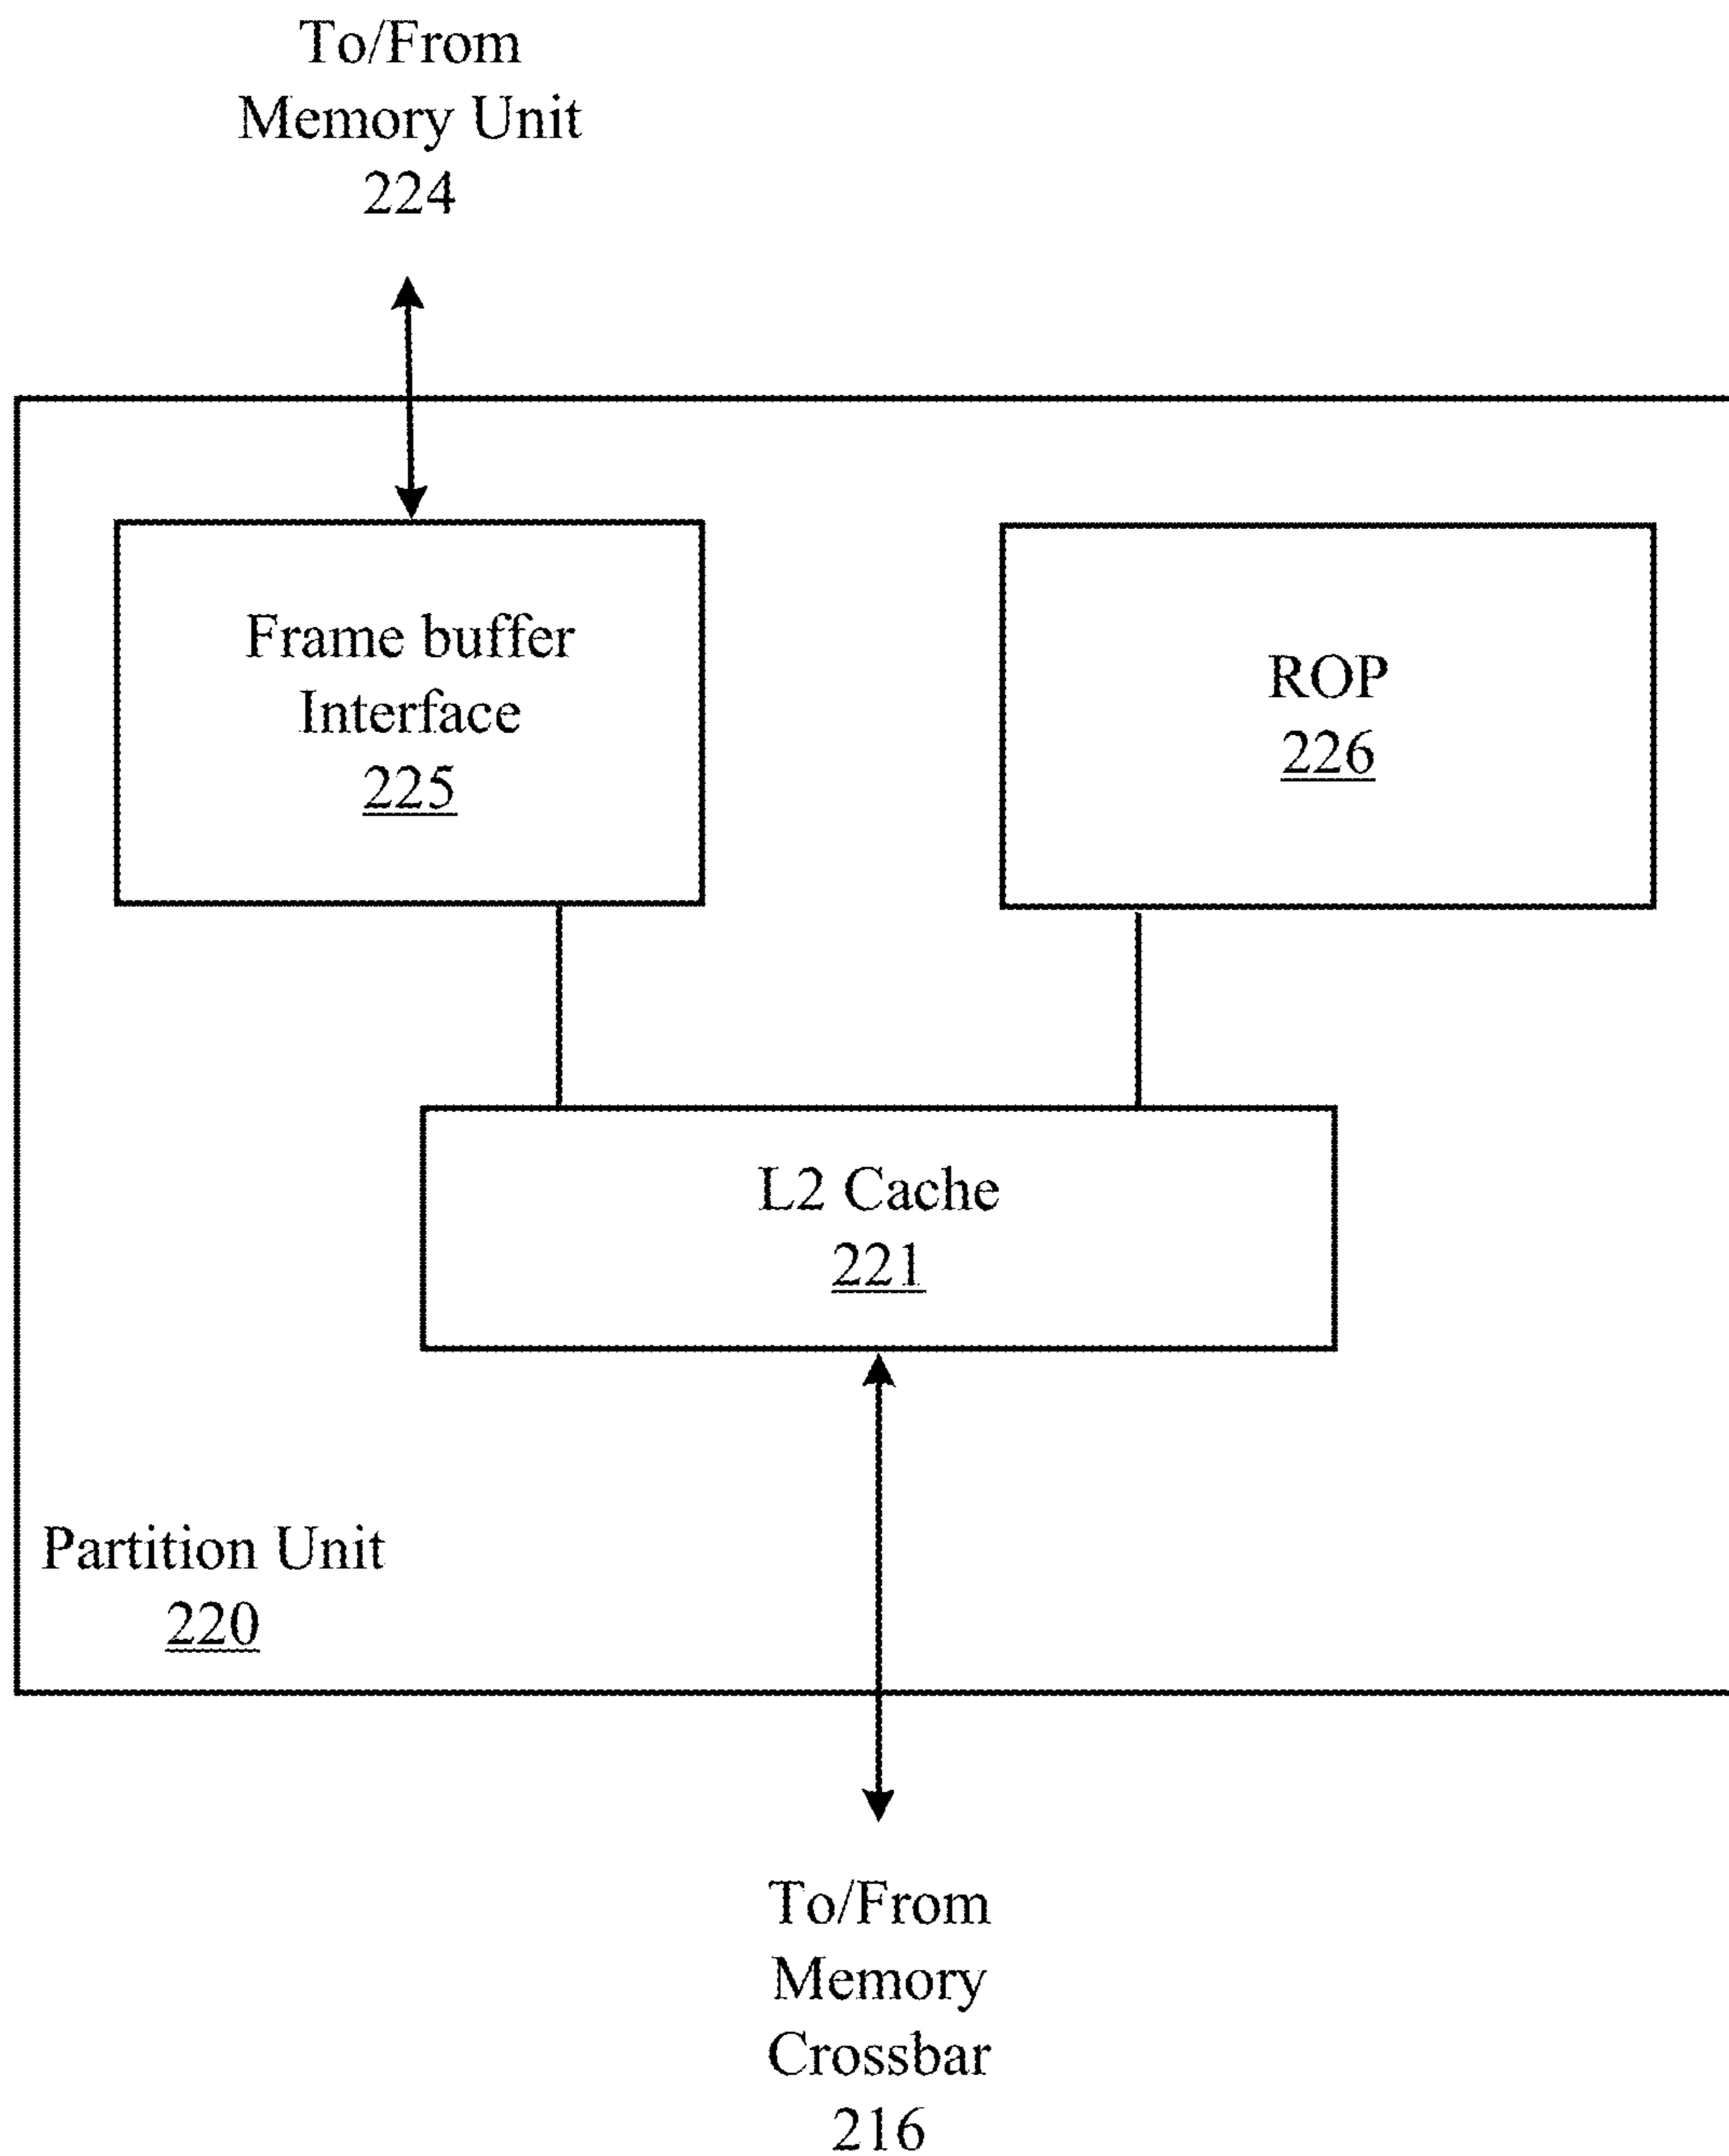 To/From
Memory Unit
224
Frame buffer
Interface
225
ROP
226
L2 Cache
221
Partition Unit
220
To/From
Memory
Crossbar
216